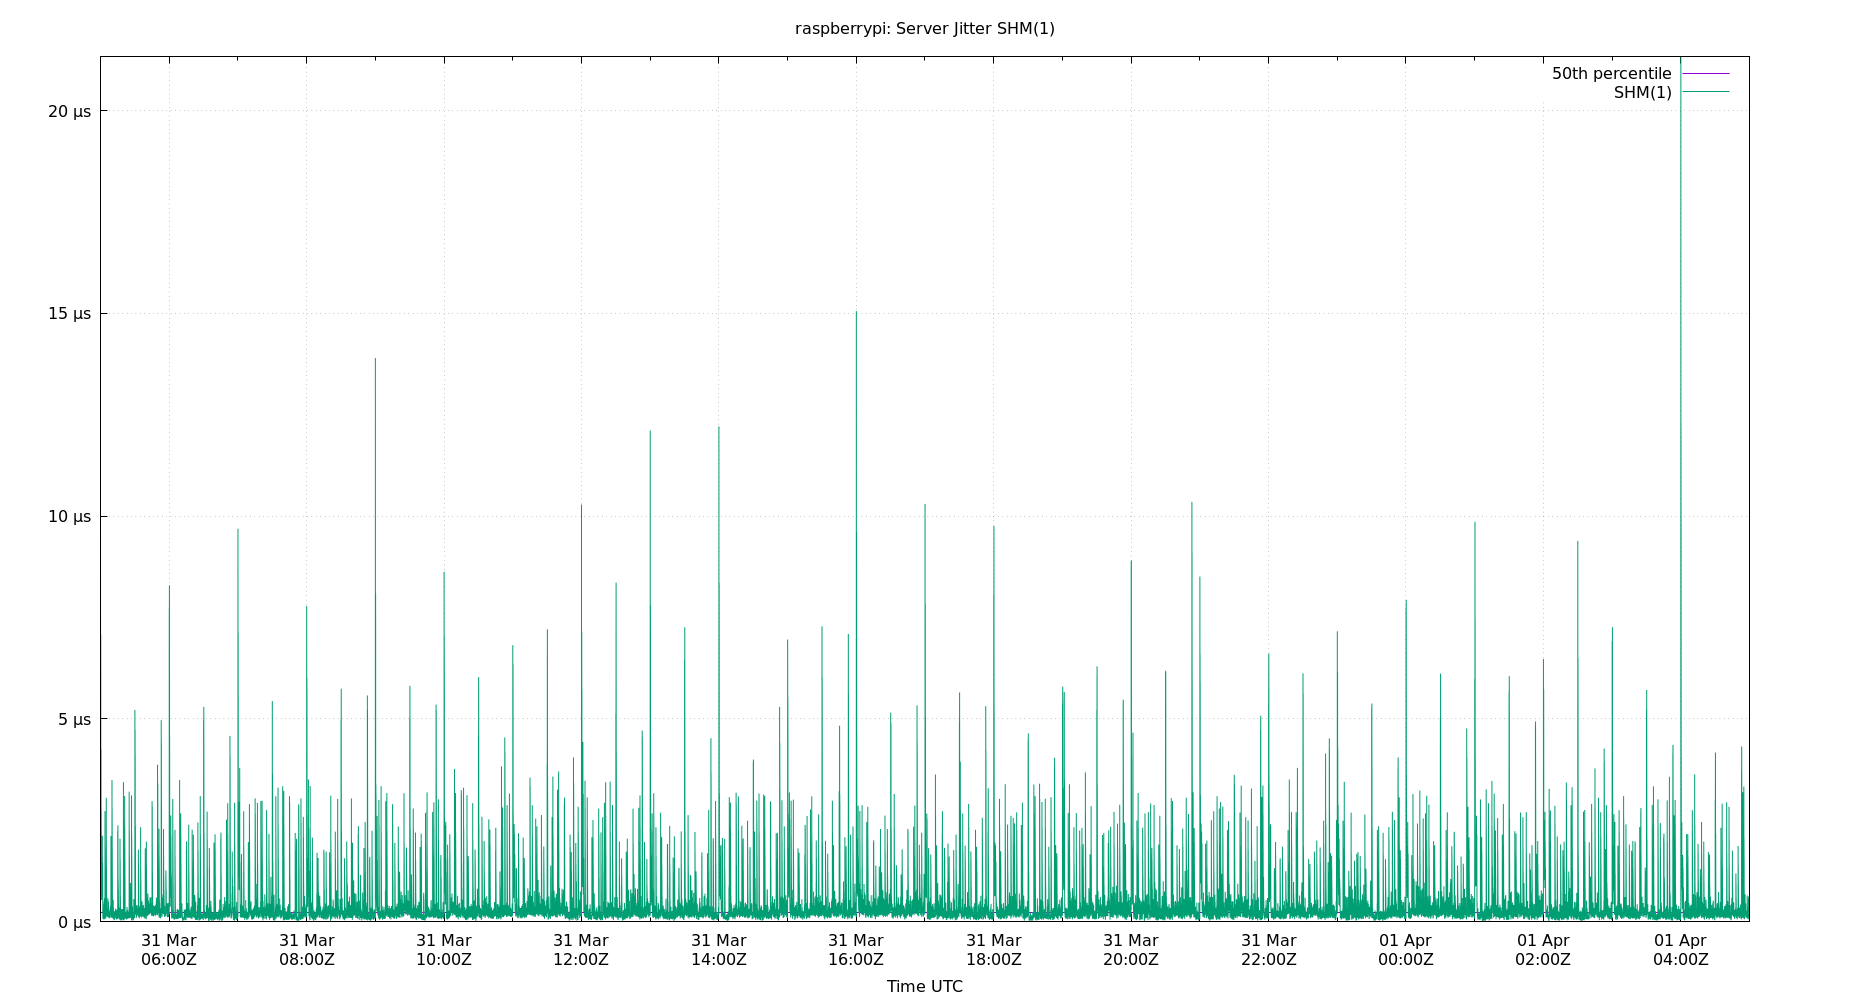 raspberrypi: Server Jitter SHM(1)
50th percentile
SHM(1)
20 µs
15 µs
10 µs
5 µs
0 µs
31 Mar 31 Mar 31 Mar 31 Mar 31 Mar 31 Mar 31 Mar 31 Mar 31 Mar 01 Apr 01 Apr 01 Apr
06:00Z 08:00Z 10:00Z 12:00Z 14:00Z 16:00Z 18:00Z 20:00Z 22:00Z 00:00Z 02:00Z 04:00Z
Time UTC